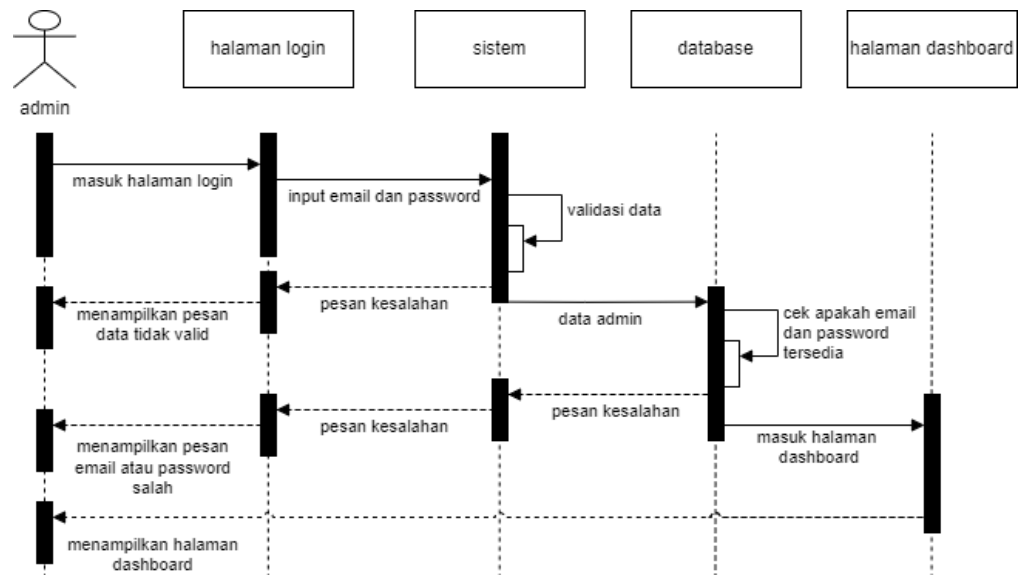 halaman login
sistem
database
halaman dashboard
admin
masuk halaman login
input email dan password
validasi data
pesan kesalahan
menampilkan pesan
data tidak valid
data admin
cek apakah email
dan password
tersedia
pesan kesalahan
pesan kesalahan
menampilkan pesan
email atau password
salah
masuk halaman
dashboard
menampilkan halaman
dashboard